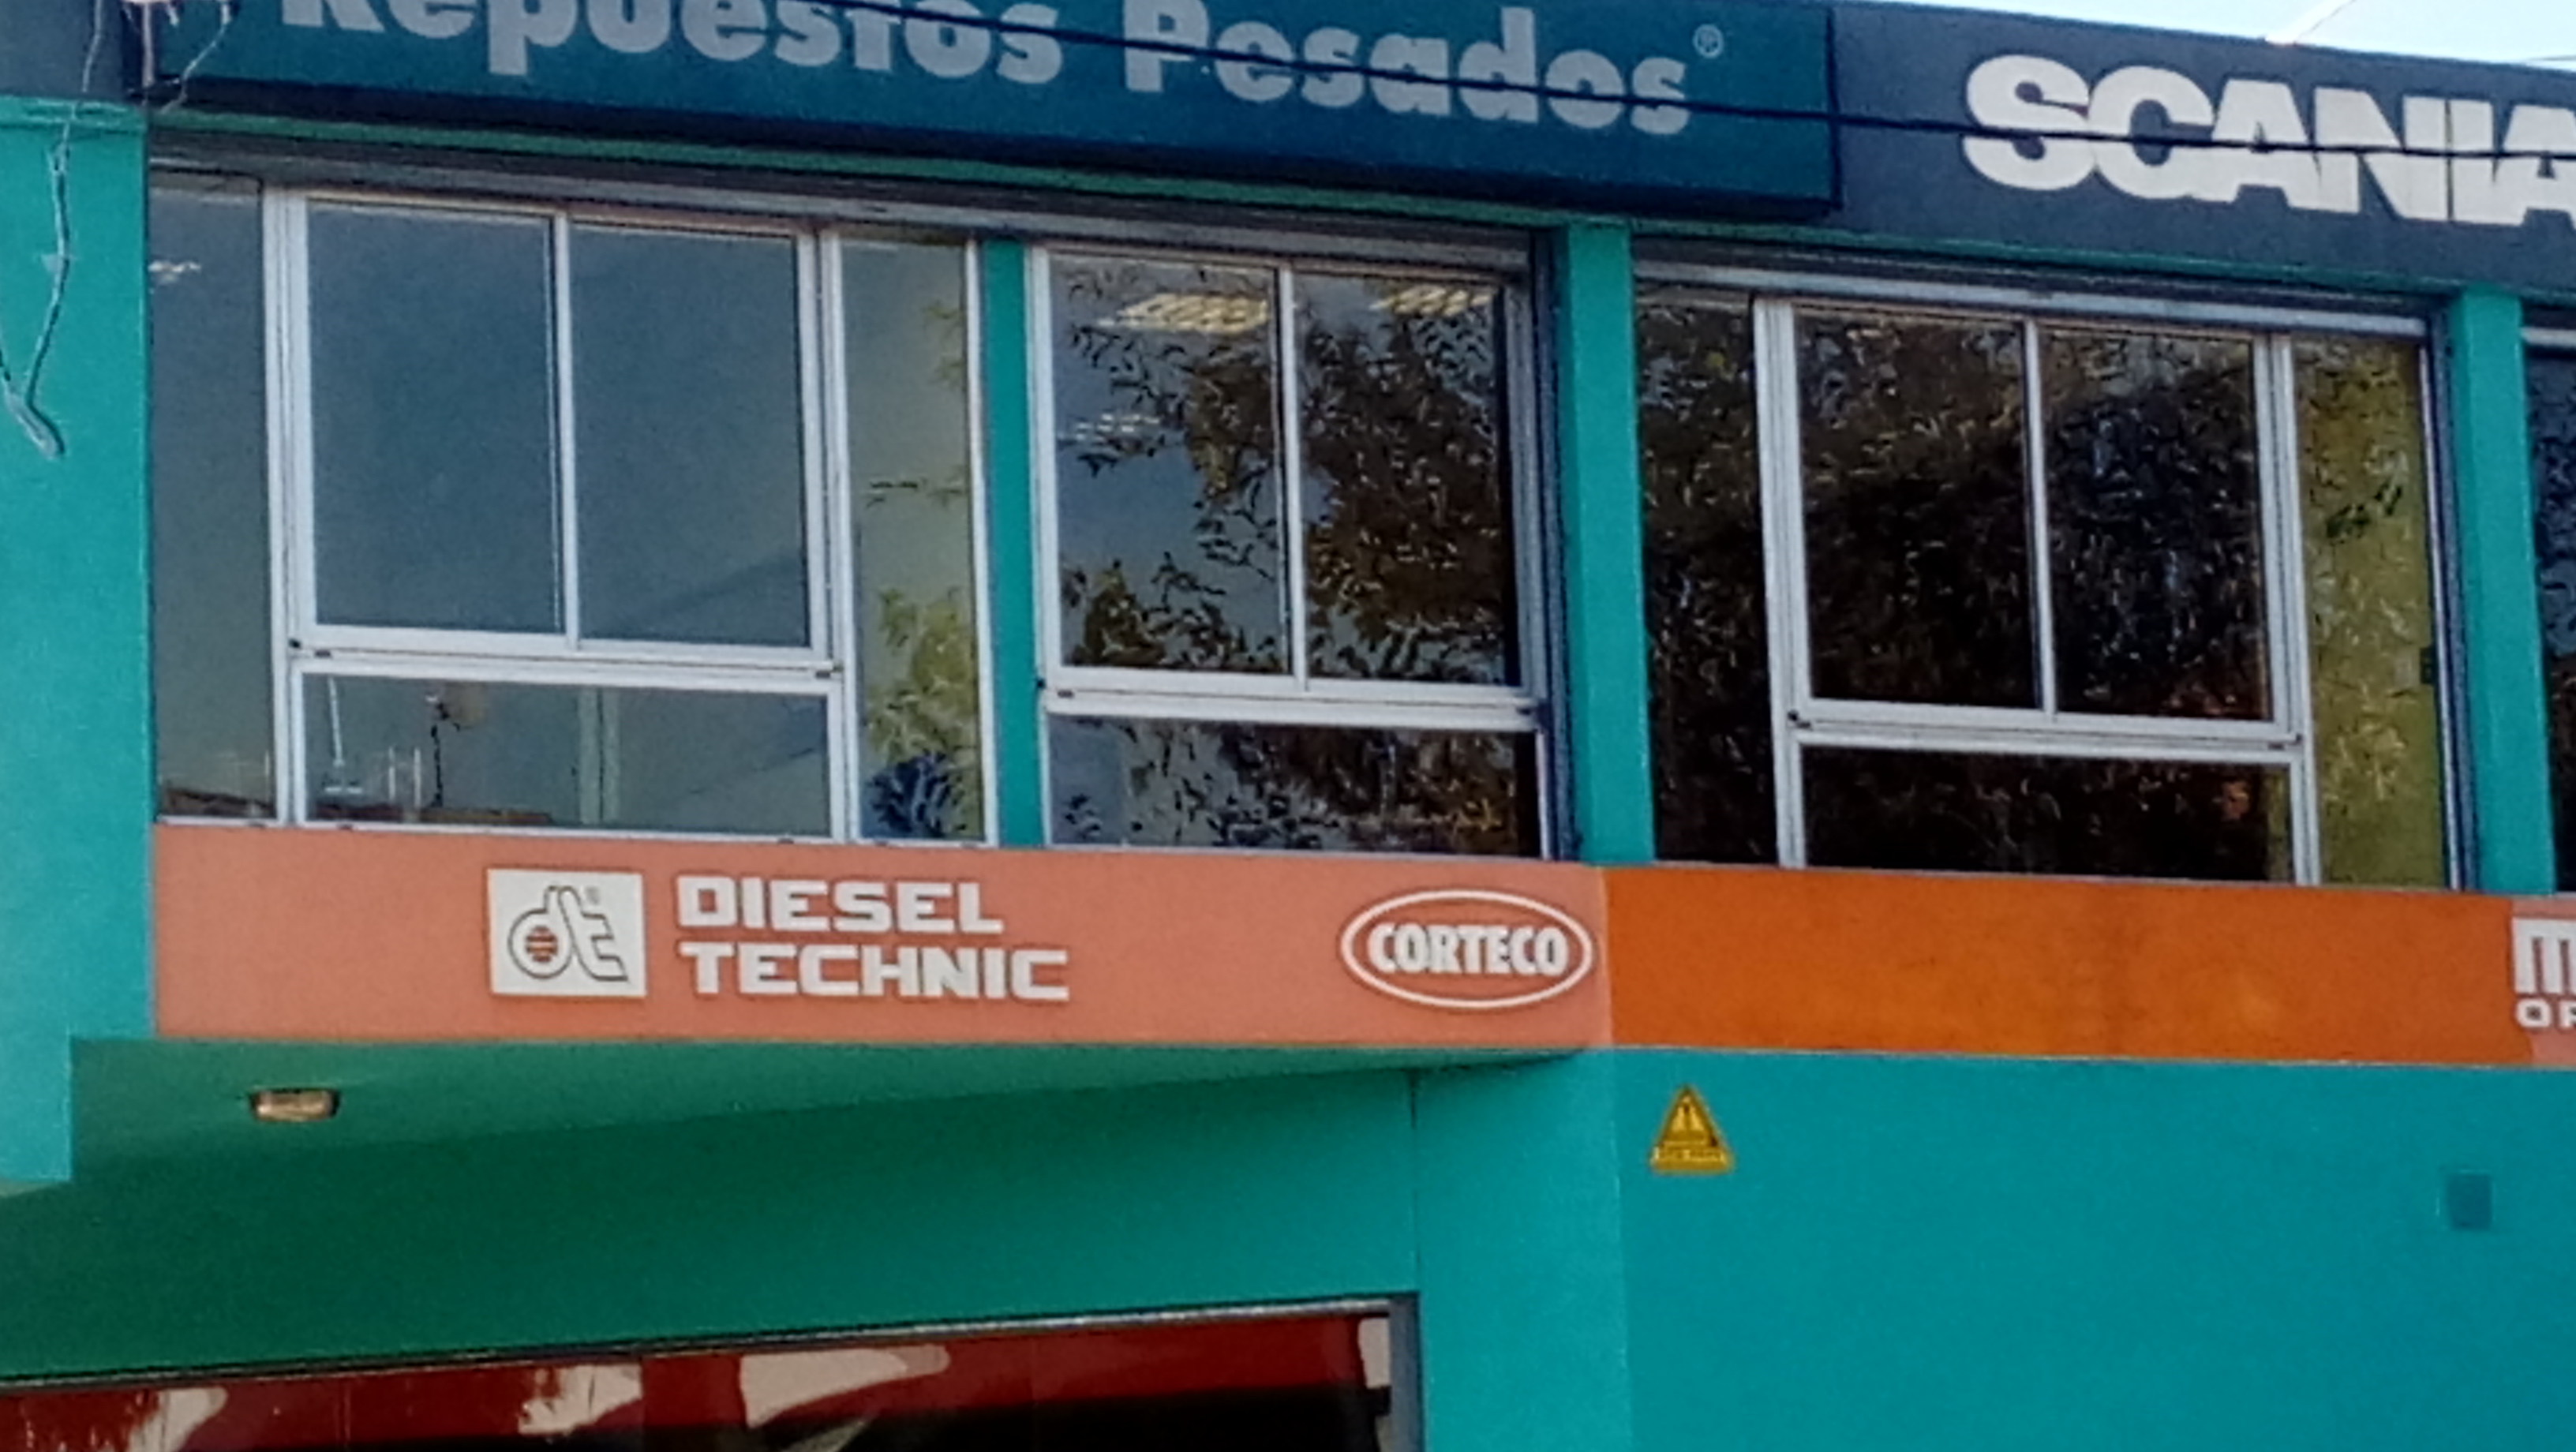 Repuestos Pesados®
SCANIA
dt®
DIESEL
TECHNIC
CORTECO